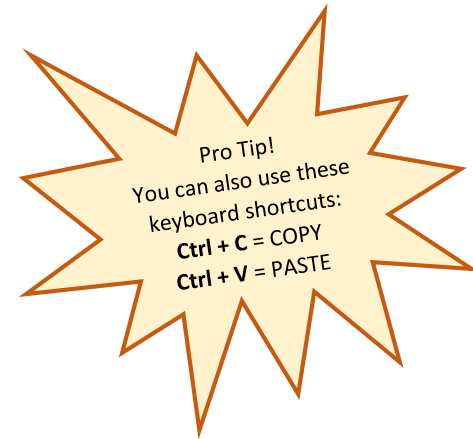 Pro Tip!
You can also use these
keyboard shortcuts:
Ctrl + C = COPY
Ctrl + V = PASTE